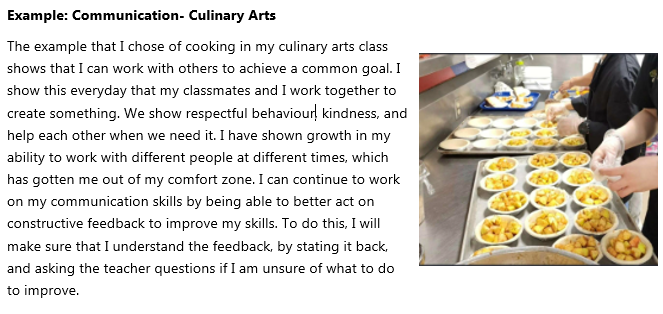 Example: Communication- Culinary Arts
The example that I chose of cooking in my culinary arts class
shows that I can work with others to achieve a common goal. I
show this everyday that my classmates and I work together to
create something. We show respectful behaviour, kindness, and
help each other when we need it. I have shown growth in my
ability to work with different people at different times, which
has gotten me out of my comfort zone. I can continue to work
on my communication skills by being able to better act on
constructive feedback to improve my skills. To do this, I will
make sure that I understand the feedback, by stating it back,
and asking the teacher questions if I am unsure of what to do
to improve.